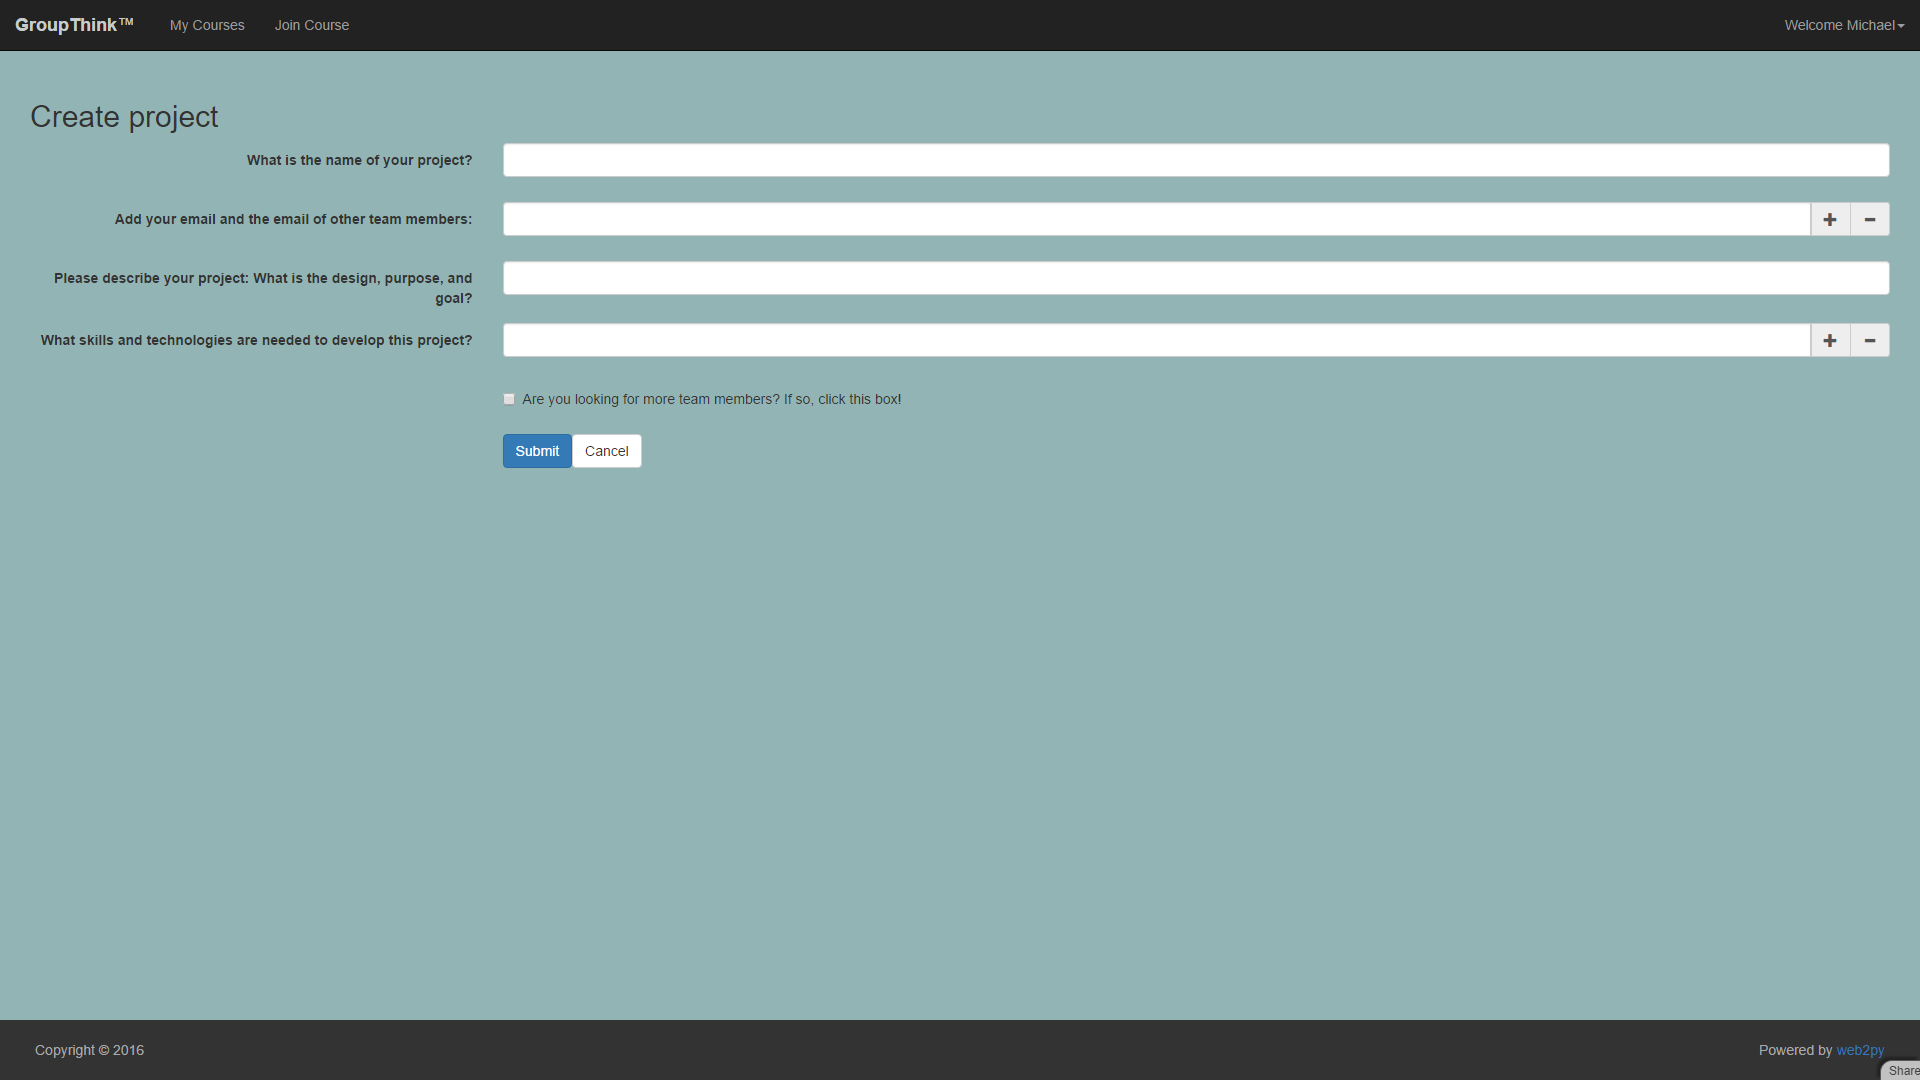 GroupThink™ My Courses Join Course Welcome Michael
Create project
What is the name of your project?
Add your email and the email of other team members:
Please describe your project: What is the design, purpose, and
goal?
What skills and technologies are needed to develop this project?
Are you looking for more team members? If so, click this box!
Submit Cancel
Copyright © 2016 Powered by web2py
Share